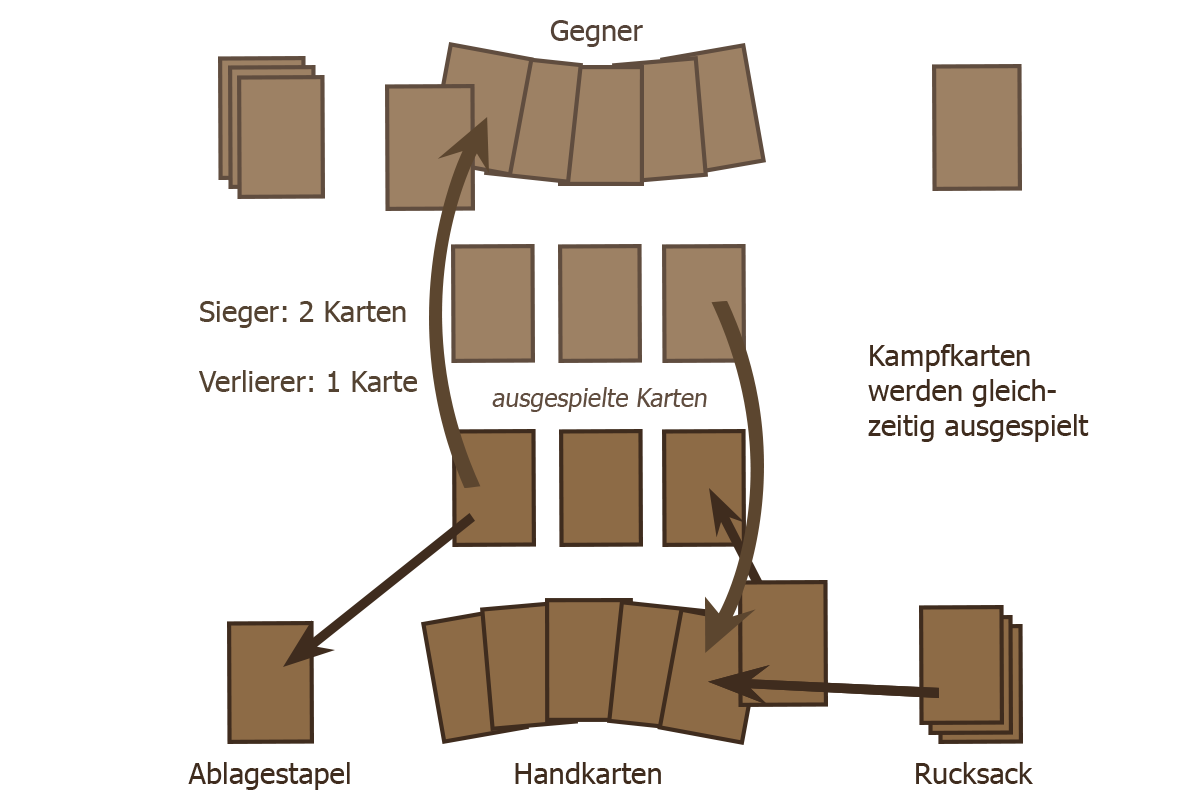 Gegner
Sieger: 2 Karten
Verlierer: 1 Karte
ausgespielte Karten
Kampfkarten
werden gleich-
zeitig ausgespielt
Ablagestapel
Handkarten
Rucksack